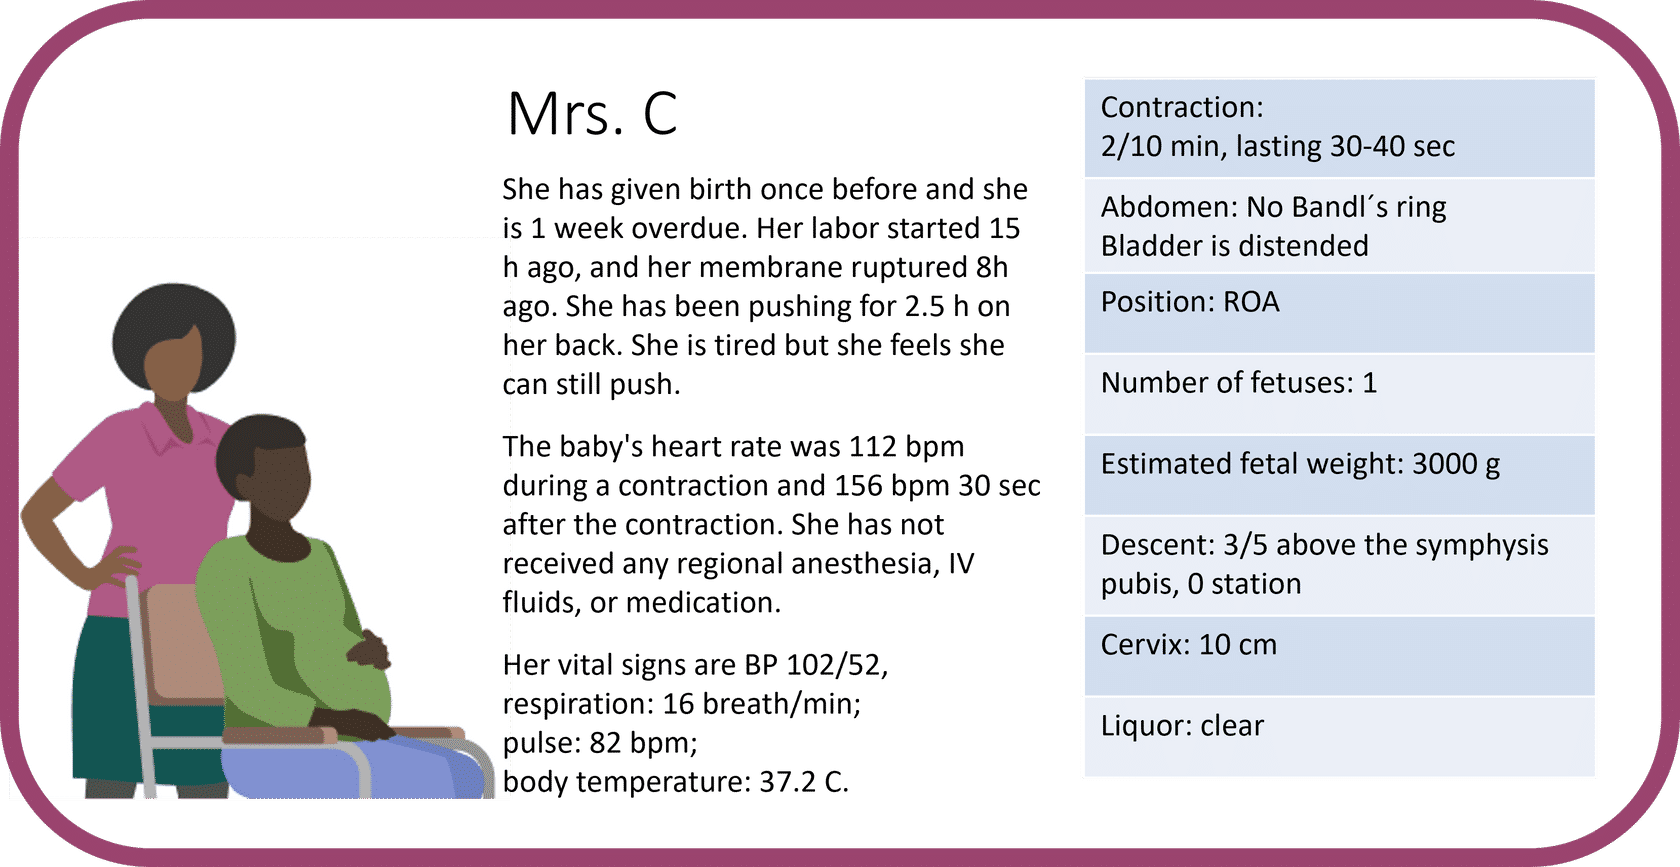 Mrs. C
She has given birth once before and she
is 1 week overdue. Her labor started 15
h ago, and her membrane ruptured 8h
ago. She has been pushing for 2.5 h on
her back. She is tired but she feels she
can still push.
The baby's heart rate was 112 bpm
during a contraction and 156 bpm 30 sec
after the contraction. She has not
received any regional anesthesia, IV
fluids, or medication.
Her vital signs are BP 102/52,
respiration: 16 breath/min;
pulse: 82 bpm;
body temperature: 37.2 C.
Contraction:
2/10 min, lasting 30-40 sec
Abdomen: No Bandl´s ring
Bladder is distended
Position: ROA
Number of fetuses: 1
Estimated fetal weight: 3000 g
Descent: 3/5 above the symphysis
pubis, 0 station
Cervix: 10 cm
Liquor: clear